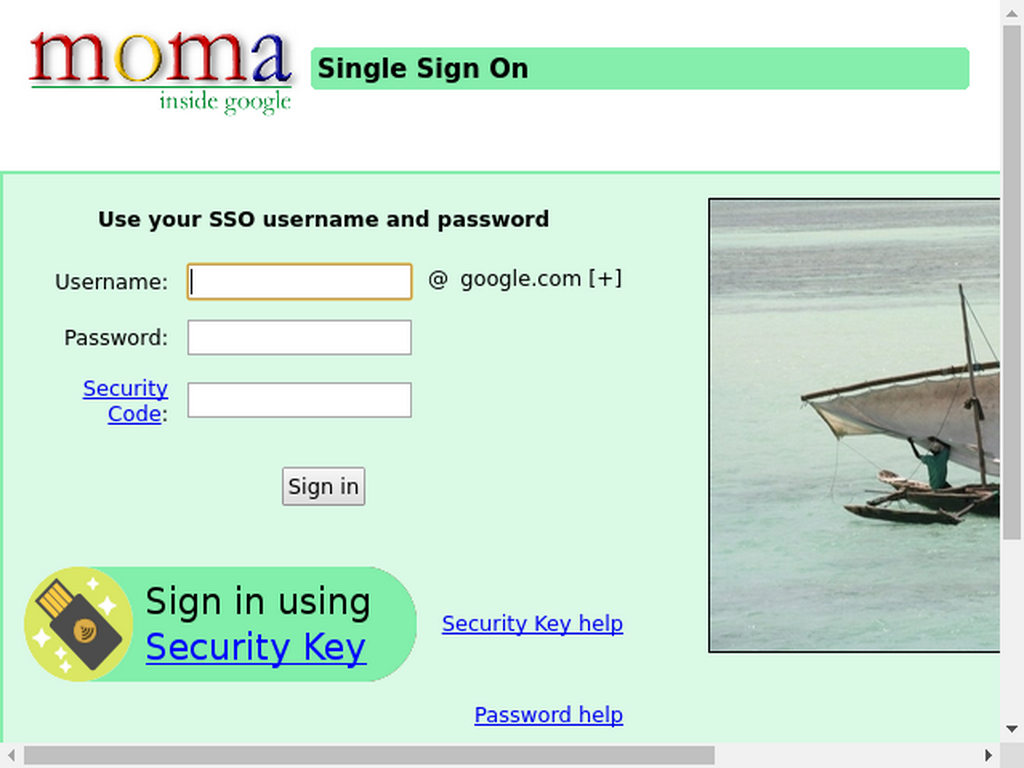 moma
inside google
Single Sign On
Use your SSO username and password
Username:
@ google.com [+]
Password:
Security
Code:
Sign in
Sign in using
Security Key
Security Key help
Password help